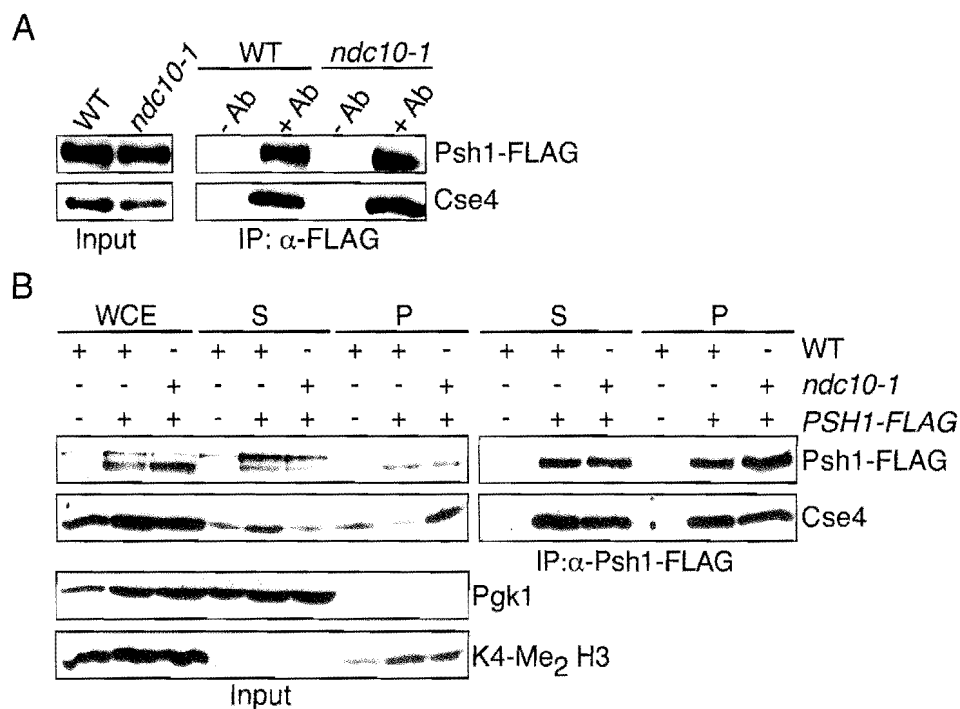 A
WT ndc10-1
WT ndc10-1
- Ab + Ab - Ab + Ab
Psh1-FLAG
Cse4
Input IP: α-FLAG
B
WCE S P S P
+ + - + + - + + - + + - + + - WT
- - + - - + - - + - - + - - + ndc10-1
- + + - + + - + + - + + - + + PSH1-FLAG
Psh1-FLAG
Cse4
IP:α-Psh1-FLAG
Pgk1
K4-Me2 H3
Input